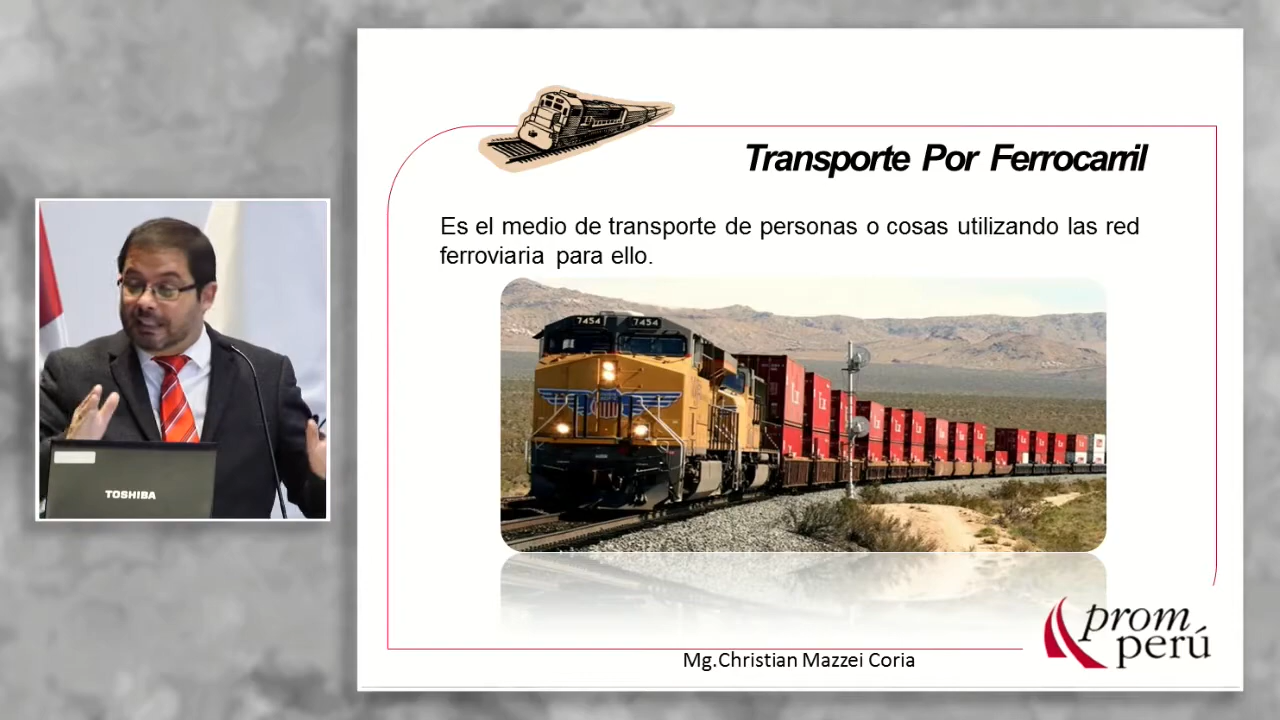 Transporte Por Ferrocarril
Es el medio de transporte de personas o cosas utilizando las red
ferroviaria para ello.
7454 7454
TOSHIBA
prom
perú
Mg.Christian Mazzei Coria